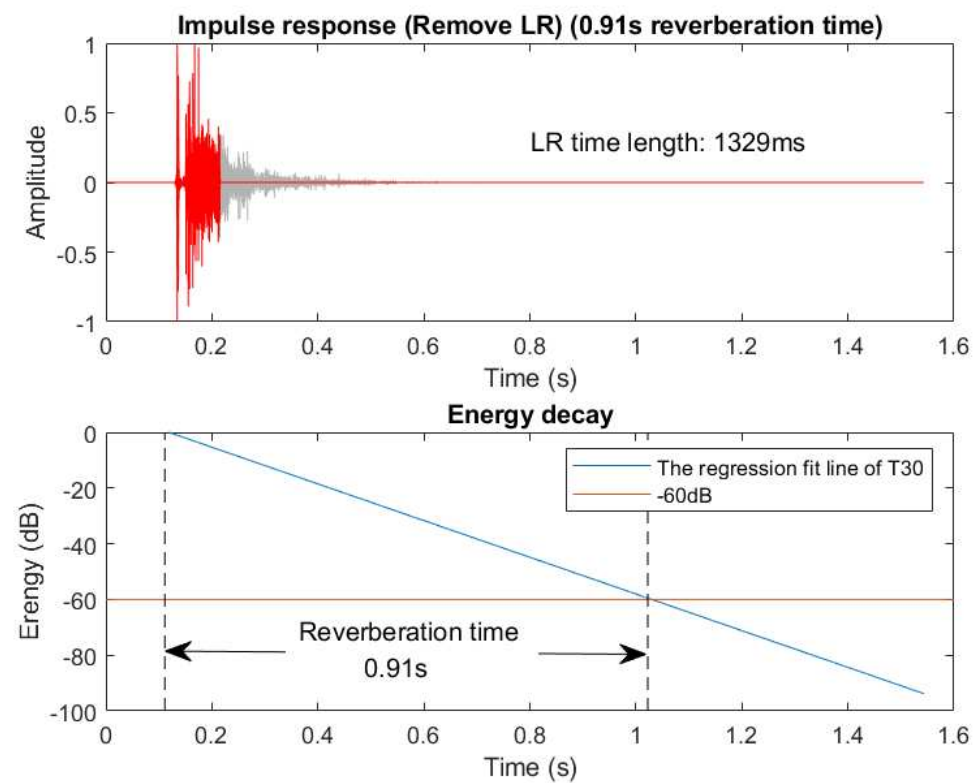 Impulse response (Remove LR) (0.91s reverberation time)
1
0.5
0
-0.5
-1
Amplitude
LR time length: 1329ms
0 0.2 0.4 0.6 0.8 1 1.2 1.4 1.6
Time (s)
Energy decay
0
-20
-40
-60
-80
-100
Erengy (dB)
The regression fit line of T30
-60dB
Reverberation time
0.91s
0 0.2 0.4 0.6 0.8 1 1.2 1.4 1.6
Time (s)